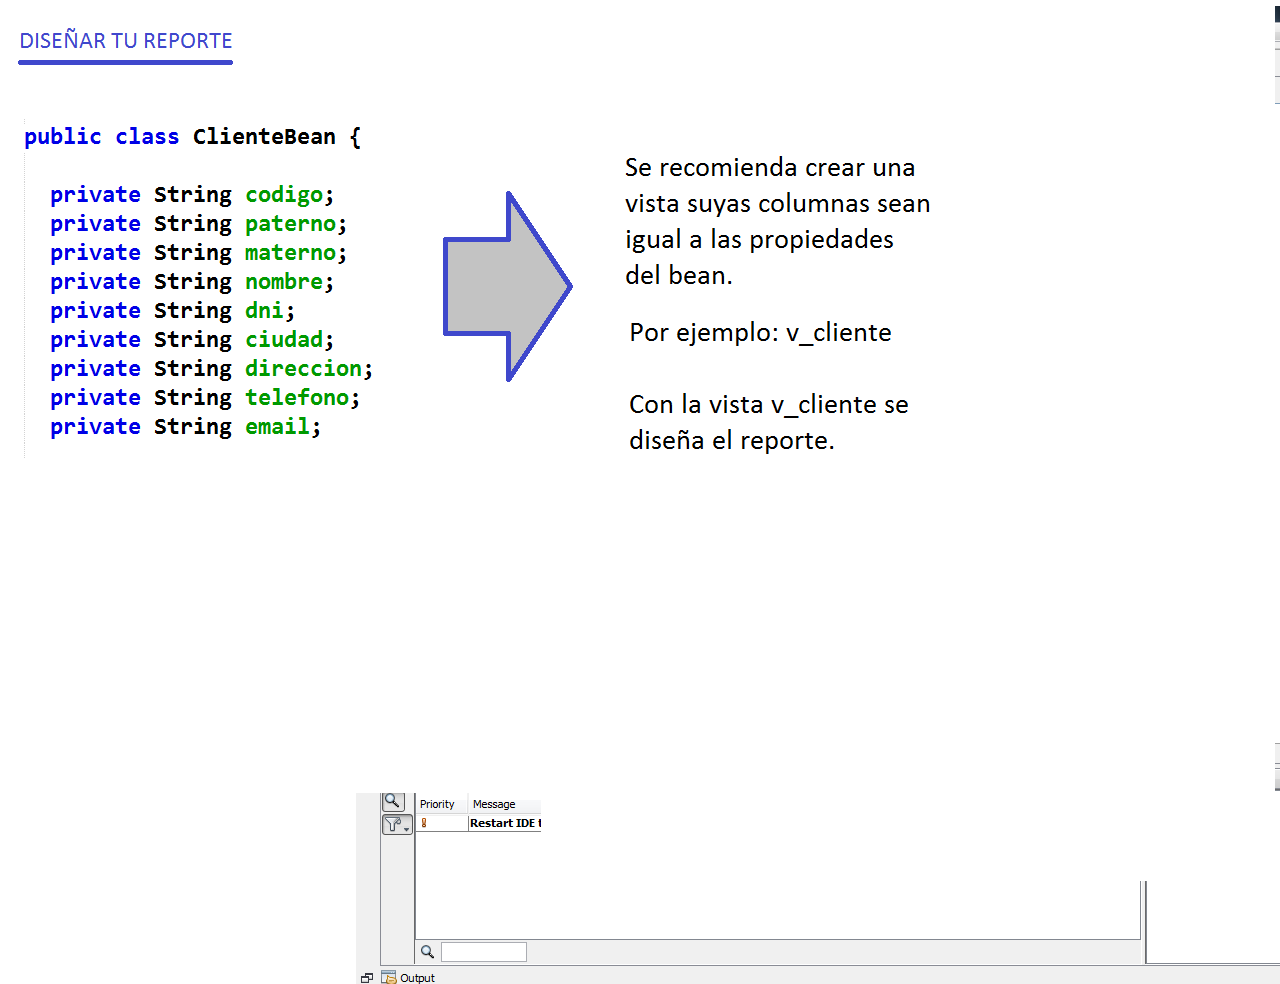 DISEÑAR TU REPORTE
public class ClienteBean {
private String codigo;
private String paterno;
private String materno;
private String nombre;
private String dni;
private String ciudad;
private String direccion;
private String telefono;
private String email;
Se recomienda crear una
vista suyas columnas sean
igual a las propiedades
del bean.
Por ejemplo: v_cliente
Con la vista v_cliente se
diseña el reporte.
Priority Message
Restart IDE t
Output